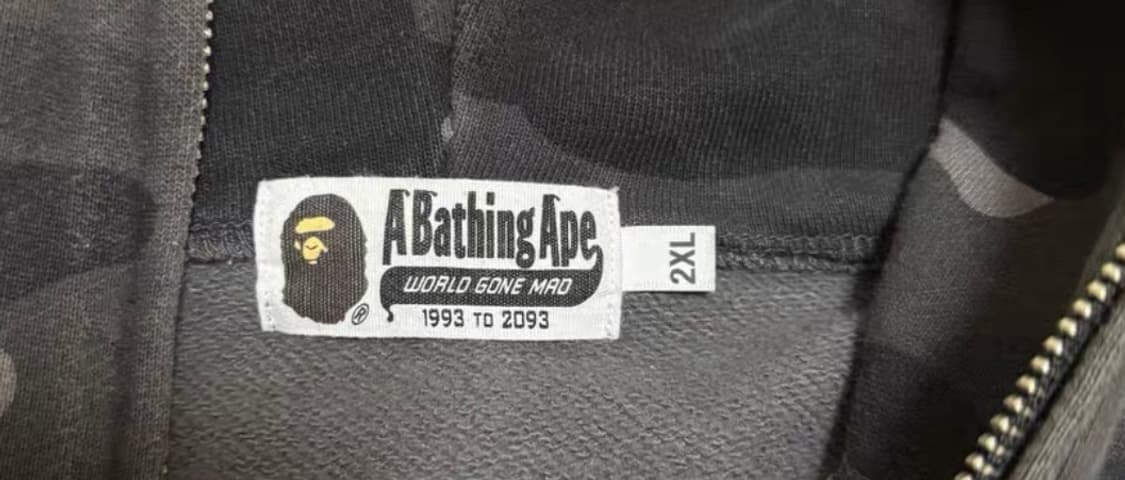 A Bathing Ape
WORLD GONE MAD
1993 TO 2093
®
2XL